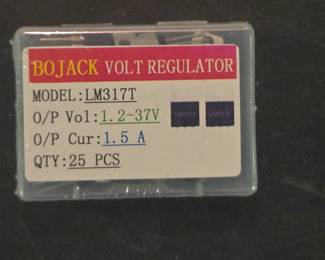 BOJACK VOLT REGULATOR
MODEL:LM317T
O/P Vol:1.2-37V
O/P Cur:1.5 A
QTY:25 PCS